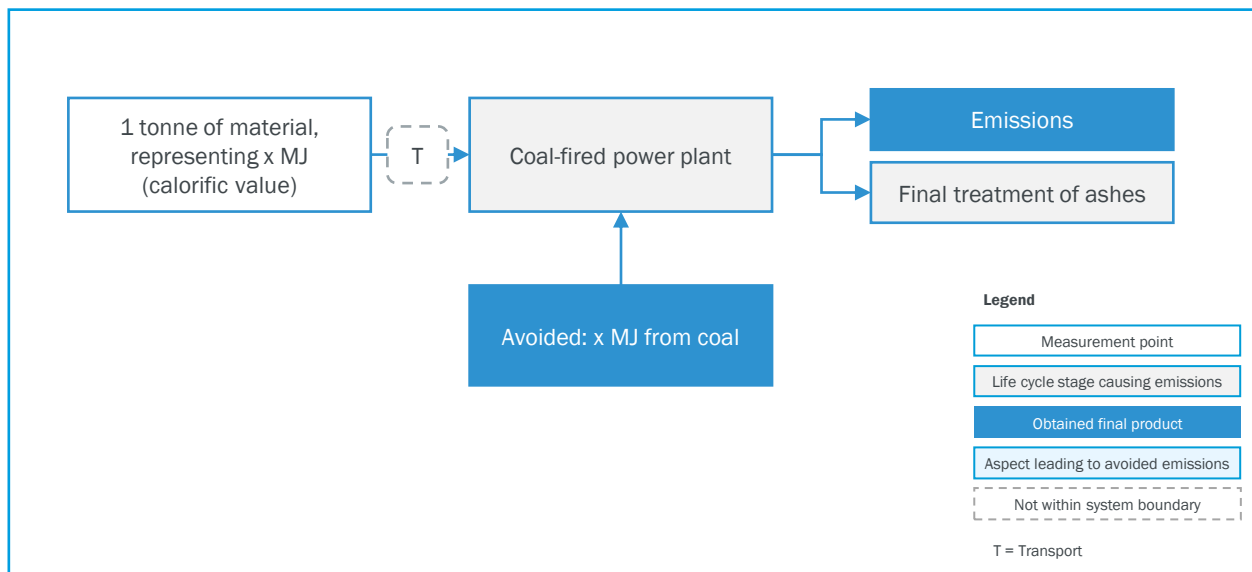 1 tonne of material,
representing x MJ
(calorific value)
T
Coal-fired power plant
Emissions
Final treatment of ashes
Avoided: x MJ from coal
Legend
Measurement point
Life cycle stage causing emissions
Obtained final product
Aspect leading to avoided emissions
Not within system boundary
T = Transport